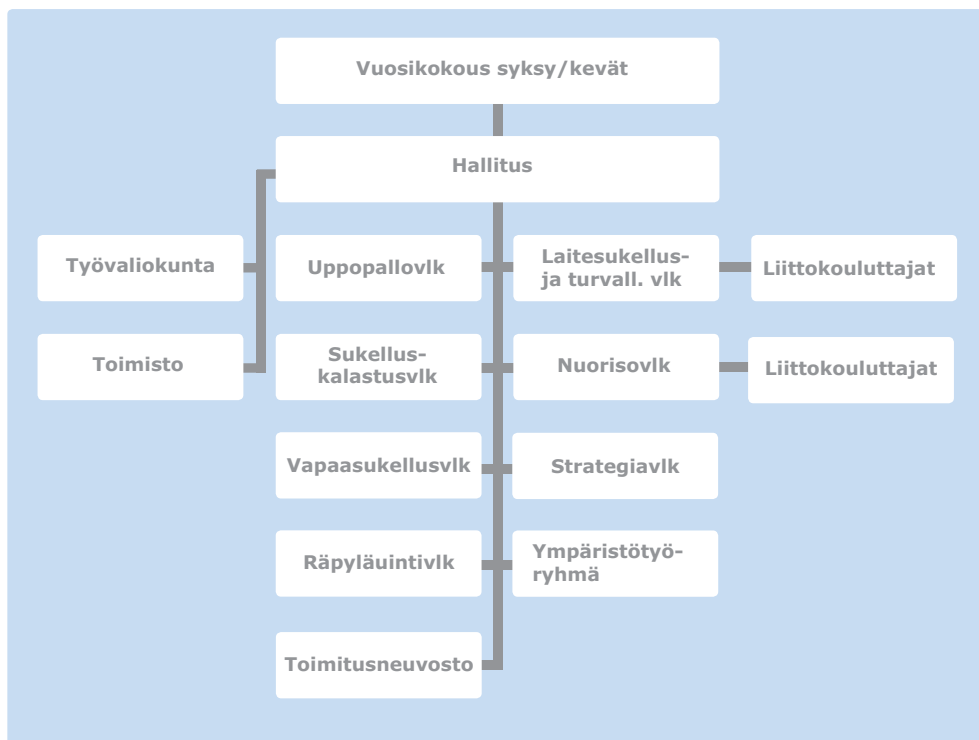 Vuosikokous syksy/kevät
Hallitus
Työvaliokunta
Uppopallovlk
Laitesukellus-
ja turvall. vlk
Liittokouluttajat
Toimisto
Sukellus-
kalastusvlk
Nuorisovlk
Liittokouluttajat
Vapaasukellusvlk
Strategiavlk
Räpyläuintivlk
Ympäristötyö-
ryhmä
Toimitusneuvosto